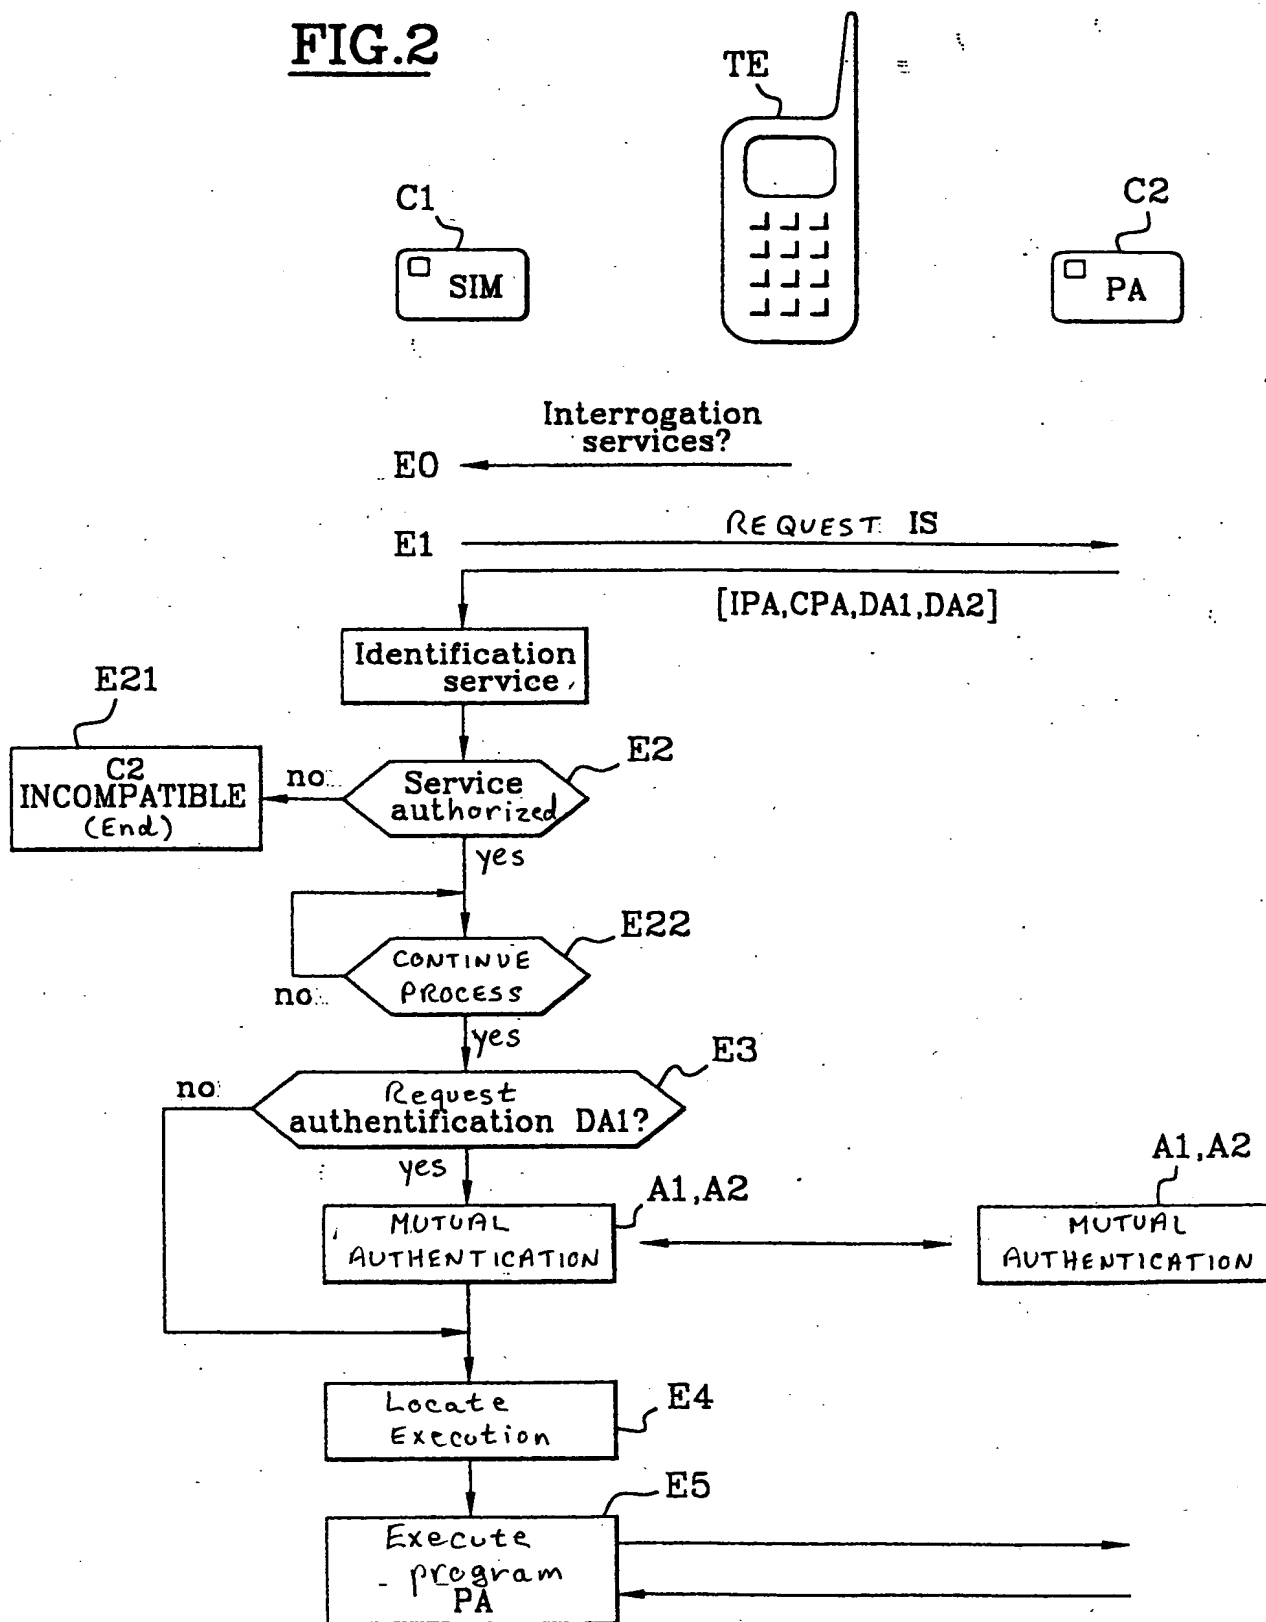 FIG.2
TE
C1
C2
SIM
PA
Interrogation
services?
E0
REQUEST IS
E1
[IPA,CPA,DA1,DA2]
Identification
service
E21
E2
C2
INCOMPATIBLE
(End)
no
Service
authorized
yes
E22
CONTINUE
PROCESS
no
yes
E3
no
Request
authentification DA1?
yes
A1,A2
A1,A2
MUTUAL
AUTHENTICATION
MUTUAL
AUTHENTICATION
E4
Locate
Execution
E5
Execute
program
PA